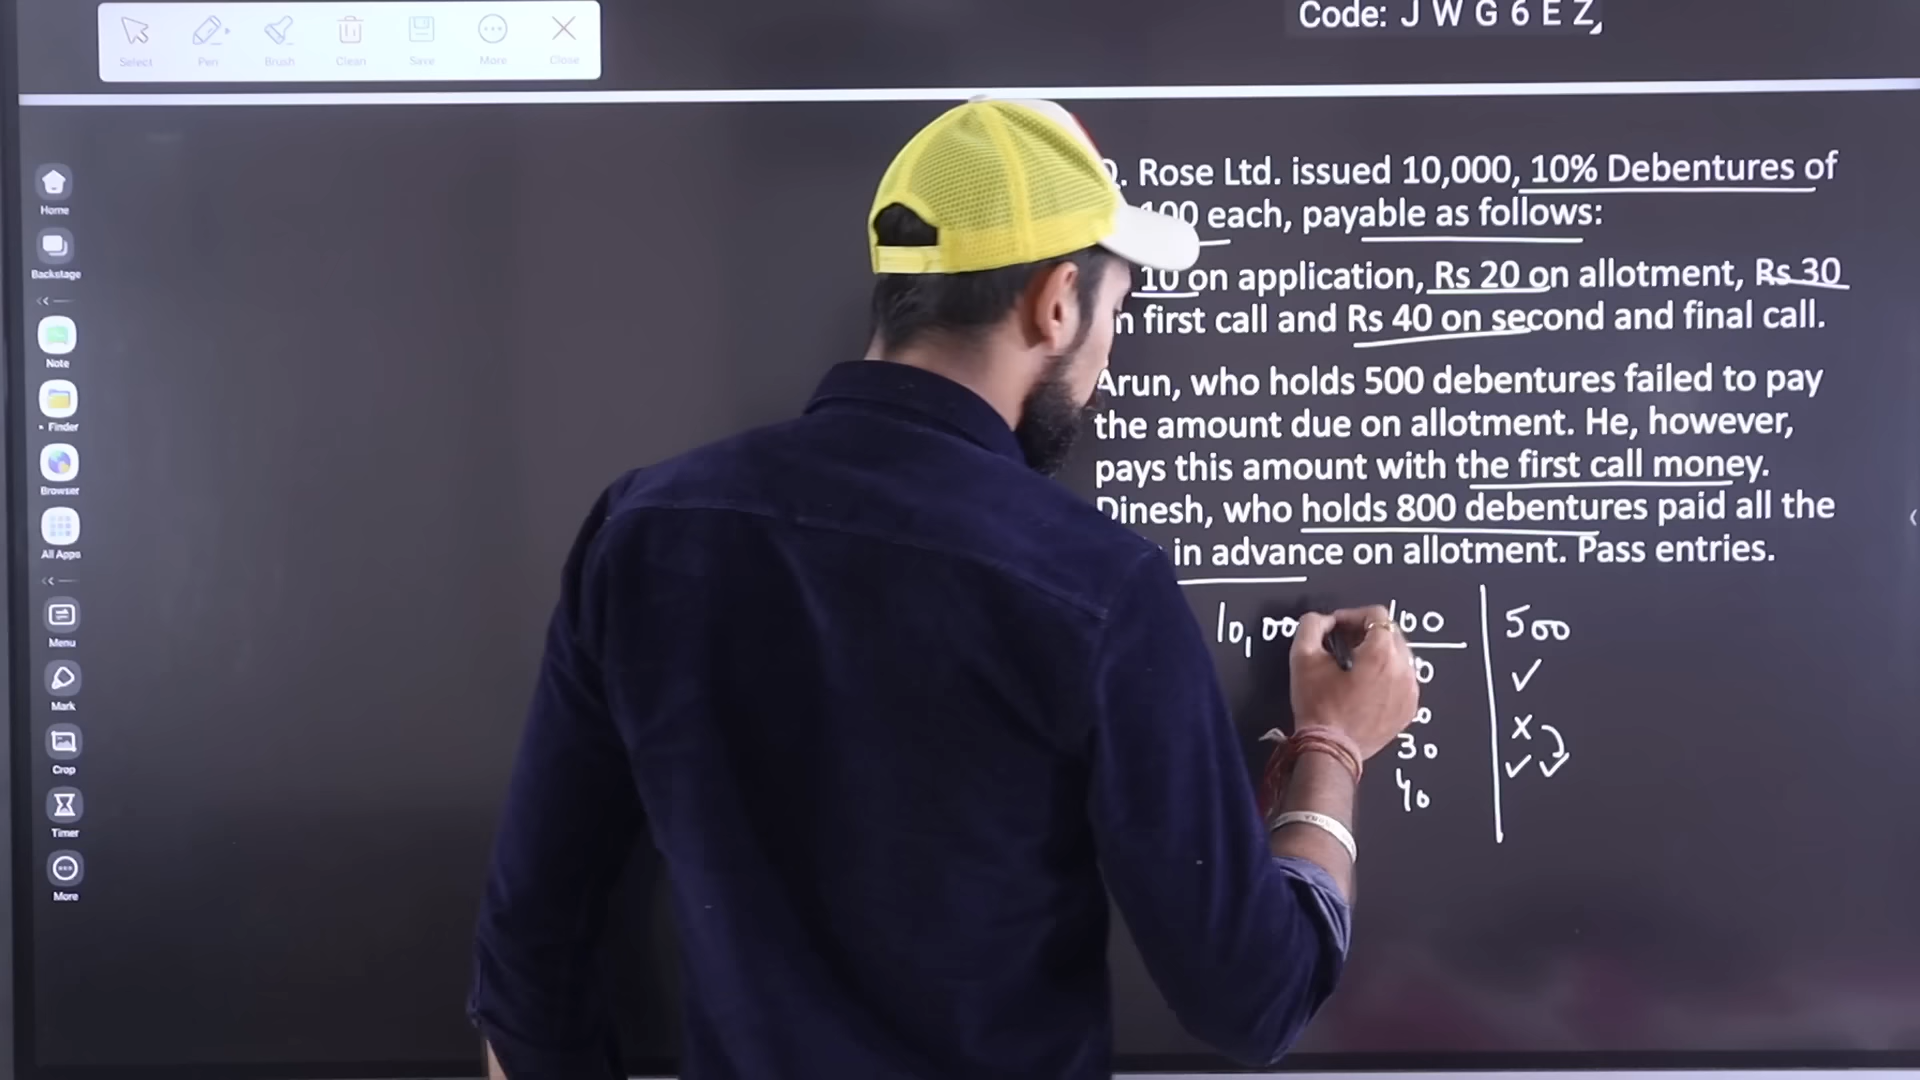 Code: J W G 6 E Z
Select Pen Brush Clean Save More Close
Home
Backstage
Note
Finder
Browser
All Apps
Menu
Mark
Crop
Timer
More
. Rose Ltd. issued 10,000, 10% Debentures of
100 each, payable as follows:
10 on application, Rs 20 on allotment, Rs 30
first call and Rs 40 on second and final call.
Arun, who holds 500 debentures failed to pay
the amount due on allotment. He, however,
pays this amount with the first call money.
Dinesh, who holds 800 debentures paid all the
in advance on allotment. Pass entries.
10,00 100 500
30
40